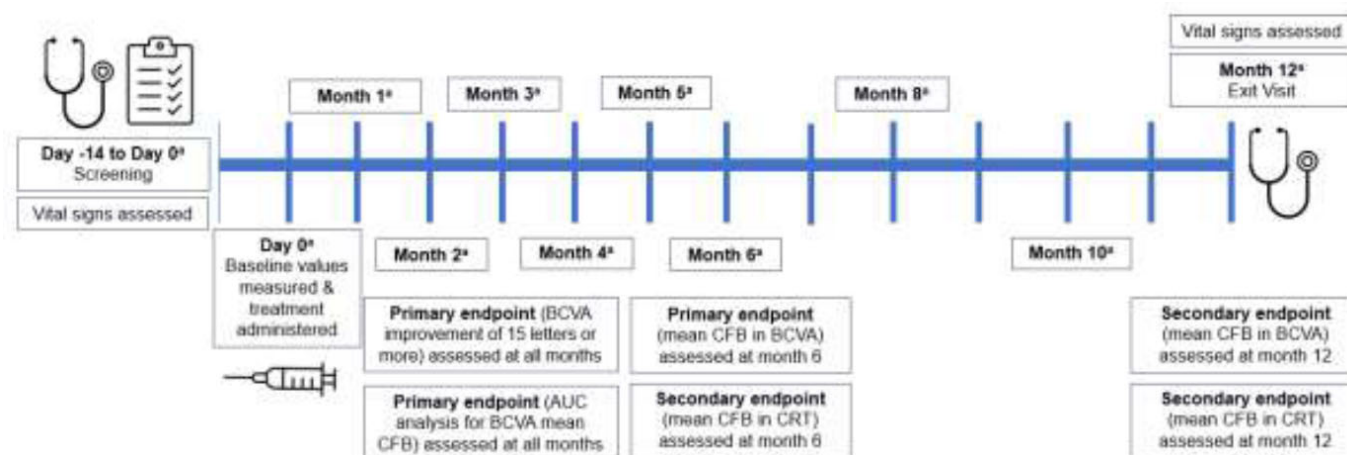 Vital signs assessed
Month 12ª
Exit Visit
Month 1ª
Month 3ª
Month 5ª
Month 8ª
Day -14 to Day 0ª
Screening
Vital signs assessed
Day 0ª
Baseline values
measured &
treatment
administered
Month 2ª
Month 4ª
Month 6ª
Month 10ª
Primary endpoint (BCVA
improvement of 15 letters or
more) assessed at all months
Primary endpoint
(mean CFB in BCVA)
assessed at month 6
Secondary endpoint
(mean CFB in BCVA)
assessed at month 12
Primary endpoint (AUC
analysis for BCVA mean
CFB) assessed at all months
Secondary endpoint
(mean CFB in CRT)
assessed at month 6
Secondary endpoint
(mean CFB in CRT)
assessed at month 12